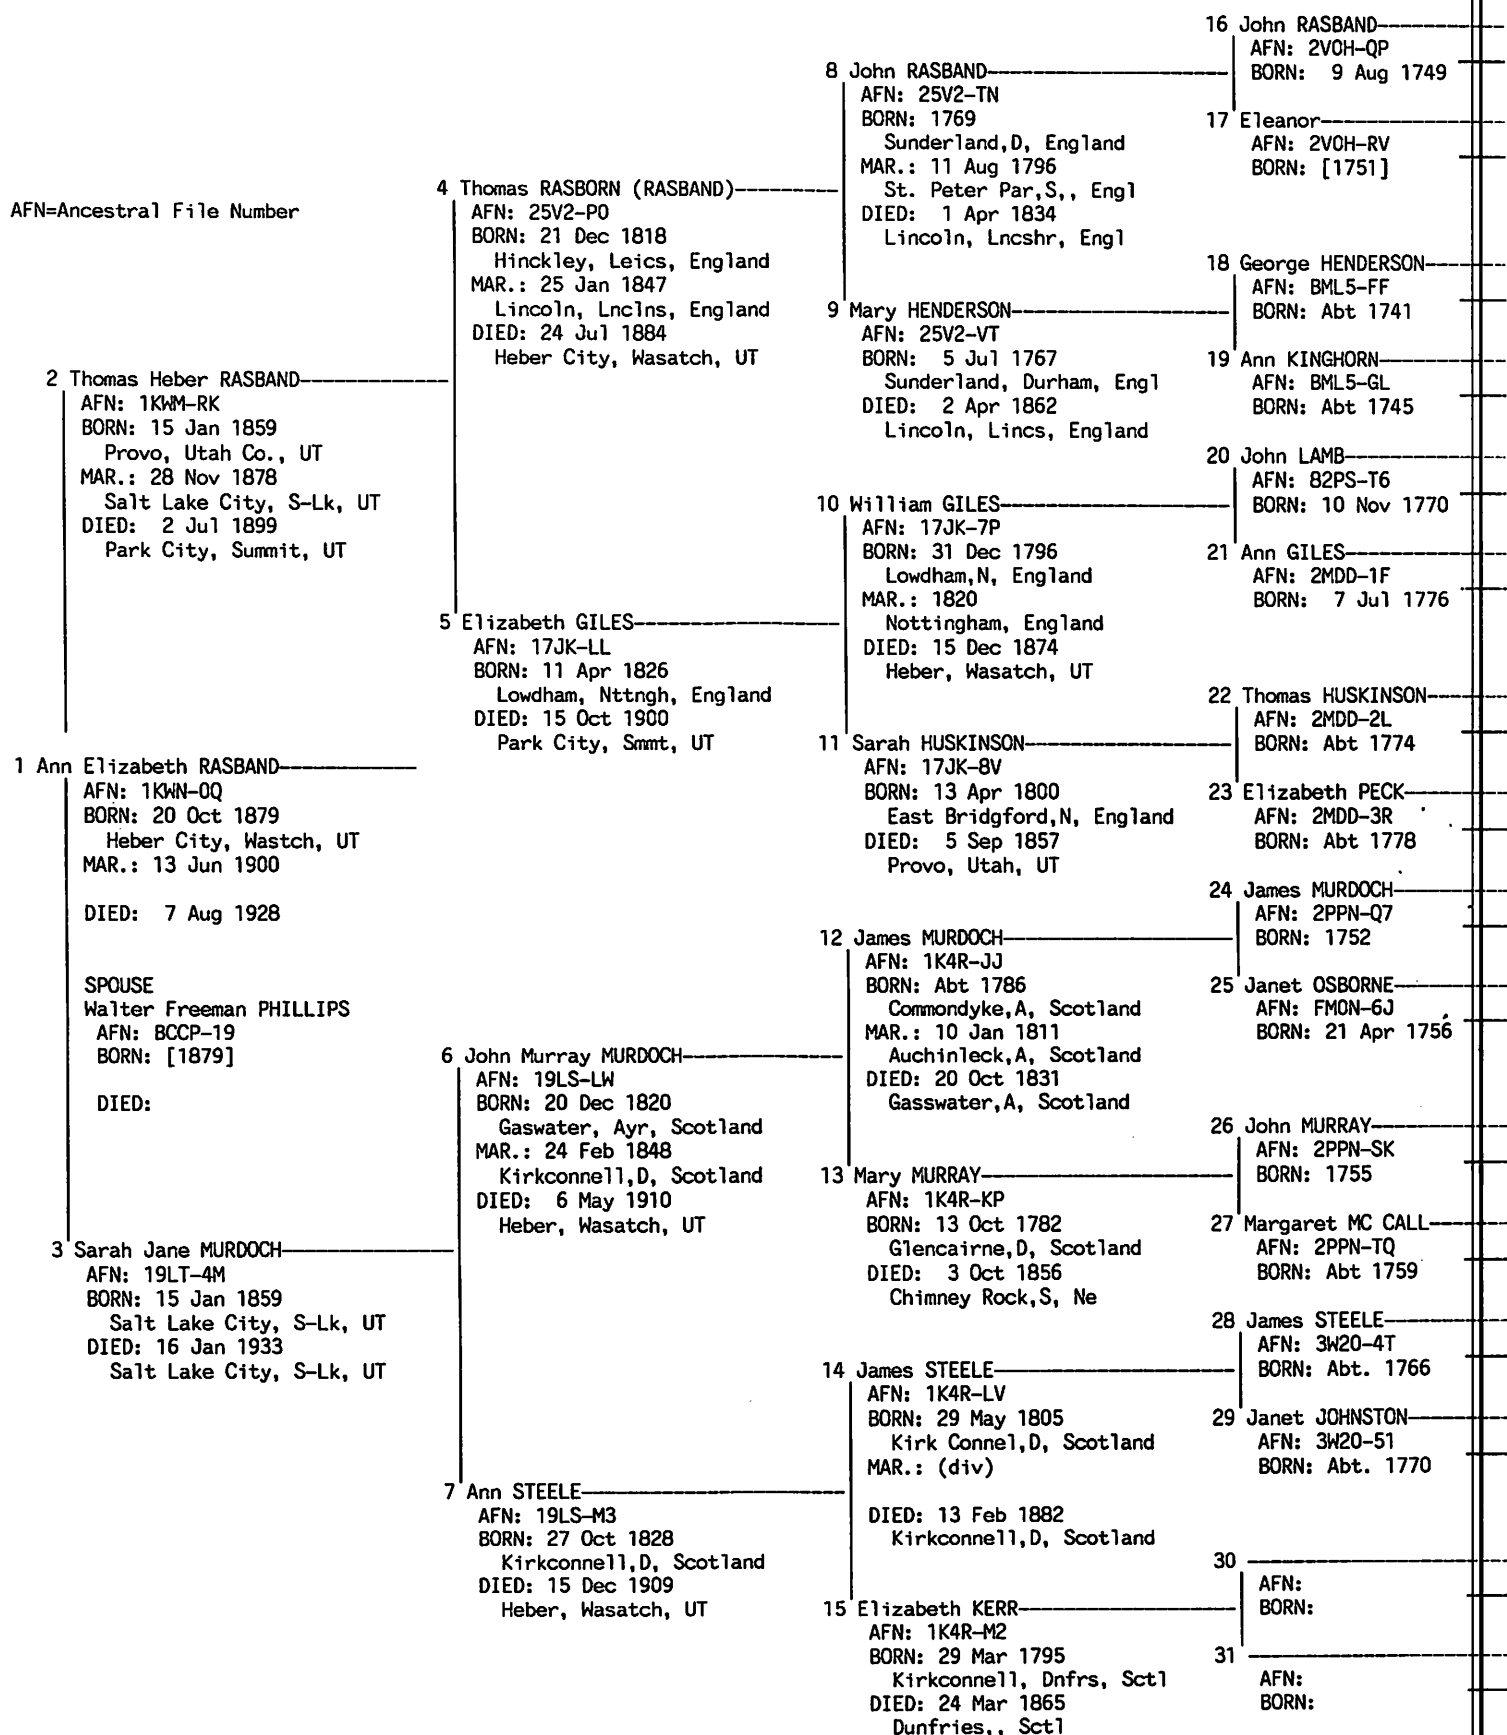 AFN=Ancestral File Number
1 Ann Elizabeth RASBAND
AFN: 1KWN-0Q
BORN: 20 Oct 1879
Heber City, Wastch, UT
MAR.: 13 Jun 1900
DIED: 7 Aug 1928
SPOUSE
Walter Freeman PHILLIPS
AFN: BCCP-19
BORN: [1879]
DIED:
2 Thomas Heber RASBAND
AFN: 1KWM-RK
BORN: 15 Jan 1859
Provo, Utah Co., UT
MAR.: 28 Nov 1878
Salt Lake City, S-Lk, UT
DIED: 2 Jul 1899
Park City, Summit, UT
3 Sarah Jane MURDOCH
AFN: 19LT-4M
BORN: 15 Jan 1859
Salt Lake City, S-Lk, UT
DIED: 16 Jan 1933
Salt Lake City, S-Lk, UT
4 Thomas RASBORN (RASBAND)
AFN: 25V2-P0
BORN: 21 Dec 1818
Hinckley, Leics, England
MAR.: 25 Jan 1847
Lincoln, Lnclns, England
DIED: 24 Jul 1884
Heber City, Wasatch, UT
5 Elizabeth GILES
AFN: 17JK-LL
BORN: 11 Apr 1826
Lowdham, Nttngh, England
DIED: 15 Oct 1900
Park City, Smmt, UT
6 John Murray MURDOCH
AFN: 19LS-LW
BORN: 20 Dec 1820
Gaswater, Ayr, Scotland
MAR.: 24 Feb 1848
Kirkconnell,D, Scotland
DIED: 6 May 1910
Heber, Wasatch, UT
7 Ann STEELE
AFN: 19LS-M3
BORN: 27 Oct 1828
Kirkconnell,D, Scotland
DIED: 15 Dec 1909
Heber, Wasatch, UT
8 John RASBAND
AFN: 25V2-TN
BORN: 1769
Sunderland,D, England
MAR.: 11 Aug 1796
St. Peter Par,S,, Engl
DIED: 1 Apr 1834
Lincoln, Lncshr, Engl
9 Mary HENDERSON
AFN: 25V2-VT
BORN: 5 Jul 1767
Sunderland, Durham, Engl
DIED: 2 Apr 1862
Lincoln, Lincs, England
10 William GILES
AFN: 17JK-7P
BORN: 31 Dec 1796
Lowdham,N, England
MAR.: 1820
Nottingham, England
DIED: 15 Dec 1874
Heber, Wasatch, UT
11 Sarah HUSKINSON
AFN: 17JK-8V
BORN: 13 Apr 1800
East Bridgford,N, England
DIED: 5 Sep 1857
Provo, Utah, UT
12 James MURDOCH
AFN: 1K4R-JJ
BORN: Abt 1786
Commondyke,A, Scotland
MAR.: 10 Jan 1811
Auchinleck,A, Scotland
DIED: 20 Oct 1831
Gasswater,A, Scotland
13 Mary MURRAY
AFN: 1K4R-KP
BORN: 13 Oct 1782
Glencairne,D, Scotland
DIED: 3 Oct 1856
Chimney Rock,S, Ne
14 James STEELE
AFN: 1K4R-LV
BORN: 29 May 1805
Kirk Connel,D, Scotland
MAR.: (div)
DIED: 13 Feb 1882
Kirkconnell,D, Scotland
15 Elizabeth KERR
AFN: 1K4R-M2
BORN: 29 Mar 1795
Kirkconnell, Dnfrs, Sctl
DIED: 24 Mar 1865
Dunfries,, Sctl
16 John RASBAND
AFN: 2VCH-QP
BORN: 9 Aug 1749
17 Eleanor
AFN: 2VCH-RV
BORN: [1751]
18 George HENDERSON
AFN: BML5-FF
BORN: Abt 1741
19 Ann KINGHORN
AFN: BML5-GL
BORN: Abt 1745
20 John LAMB
AFN: 82PS-T6
BORN: 10 Nov 1770
21 Ann GILES
AFN: 2MDD-1F
BORN: 7 Jul 1776
22 Thomas HUSKINSON
AFN: 2MDD-2L
BORN: Abt 1774
23 Elizabeth PECK
AFN: 2MDD-3R
BORN: Abt 1778
24 James MURDOCH
AFN: 2PPN-Q7
BORN: 1752
25 Janet OSBORNE
AFN: FM0N-6J
BORN: 21 Apr 1756
26 John MURRAY
AFN: 2PPN-SK
BORN: 1755
27 Margaret MC CALL
AFN: 2PPN-TQ
BORN: Abt 1759
28 James STEELE
AFN: 3W20-4T
BORN: Abt. 1766
29 Janet JOHNSTON
AFN: 3W20-51
BORN: Abt. 1770
30
AFN:
BORN:
31
AFN:
BORN: